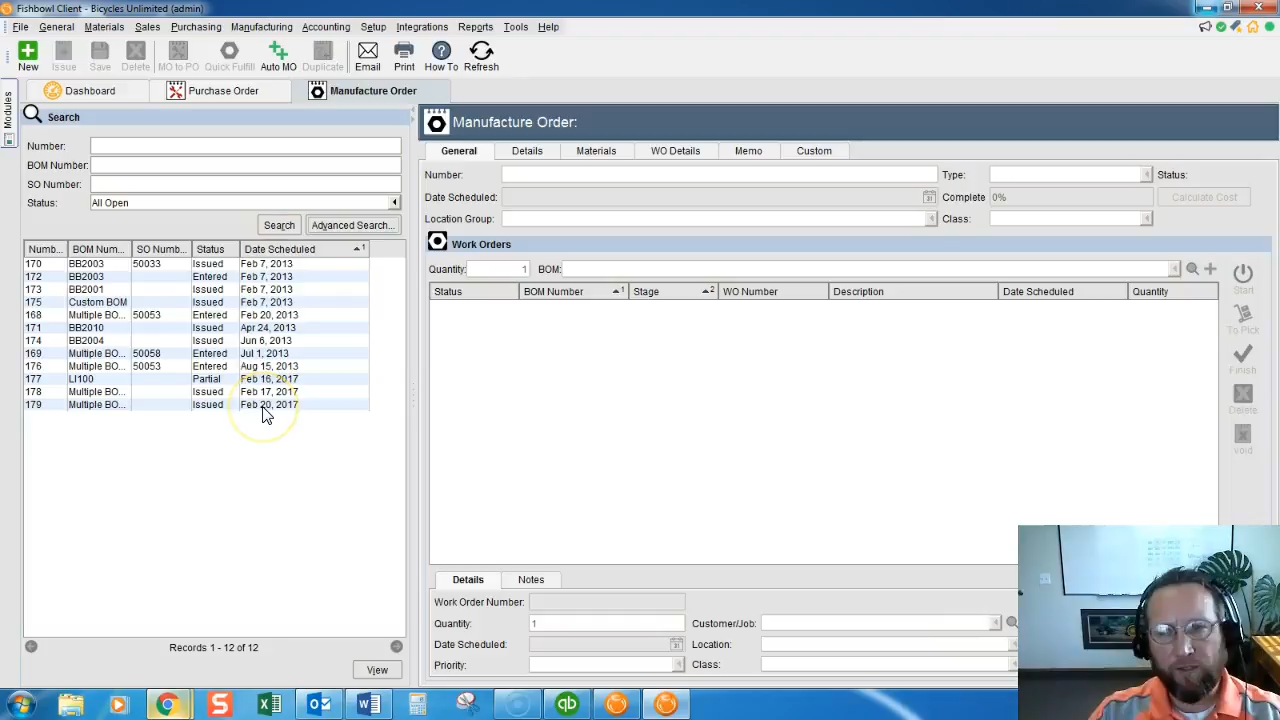 Fishbowl Client - Bicycles Unlimited (admin)
File General Materials Sales Purchasing Manufacturing Accounting Setup Integrations Reports Tools Help
New Issue Save Delete MO to PO Quick Fulfill Auto MO Duplicate Email Print How To Refresh
Modules
Dashboard Purchase Order Manufacture Order
Search
Number:
BOM Number:
SO Number:
Status: All Open
Search Advanced Search...
Numb... BOM Num... SO Numb... Status Date Scheduled 1
170 BB2003 50033 Issued Feb 7, 2013
172 BB2003 Entered Feb 7, 2013
173 BB2001 Issued Feb 7, 2013
175 Custom BOM Issued Feb 7, 2013
168 Multiple BO... 50053 Entered Feb 20, 2013
171 BB2010 Issued Apr 24, 2013
174 BB2004 Issued Jun 6, 2013
169 Multiple BO... 50058 Entered Jul 1, 2013
176 Multiple BO... 50053 Entered Aug 15, 2013
177 LI100 Partial Feb 16, 2017
178 Multiple BO... Issued Feb 17, 2017
179 Multiple BO... Issued Feb 20, 2017
Records 1 - 12 of 12
View
Manufacture Order:
General Details Materials WO Details Memo Custom
Number: Type: Status:
Date Scheduled: 31 Complete 0% Calculate Cost
Location Group: Class:
Work Orders
Quantity: 1 BOM:
Status BOM Number 1 Stage 2 WO Number Description Date Scheduled Quantity
Start
To Pick
Finish
Delete
void
Details Notes
Work Order Number:
Quantity: 1 Customer/Job:
Date Scheduled: 31 Location:
Priority: Class: